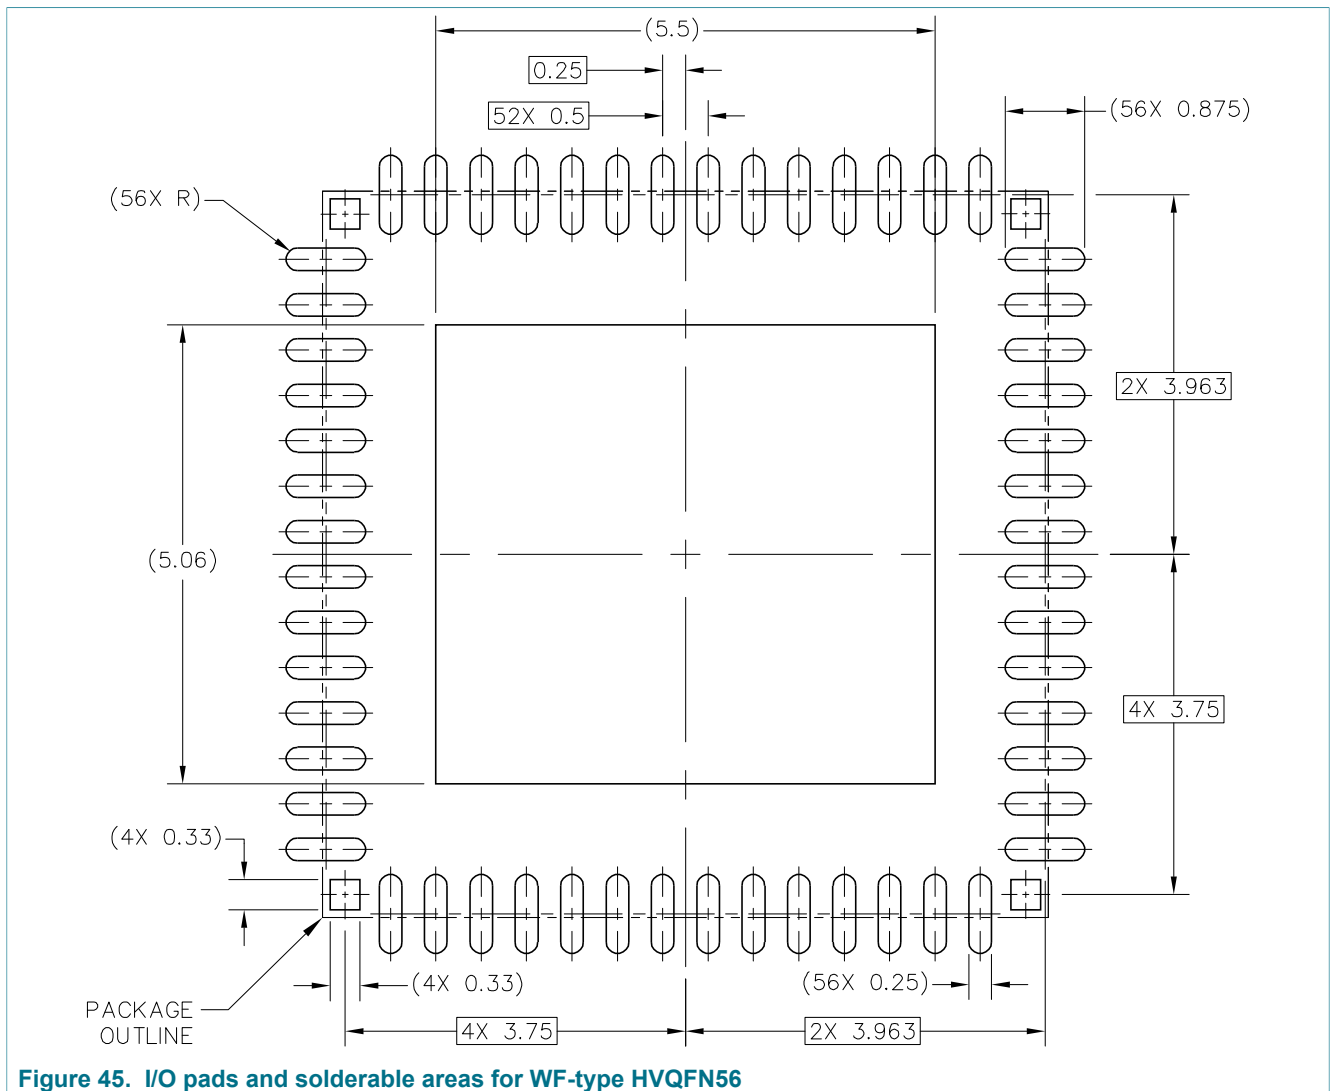 (5.5)
0.25
52X 0.5
(56X 0.875)
(56X R)
2X 3.963
(5.06)
4X 3.75
(4X 0.33)
(4X 0.33)
(56X 0.25)
PACKAGE
OUTLINE
4X 3.75
2X 3.963
Figure 45. I/O pads and solderable areas for WF-type HVQFN56